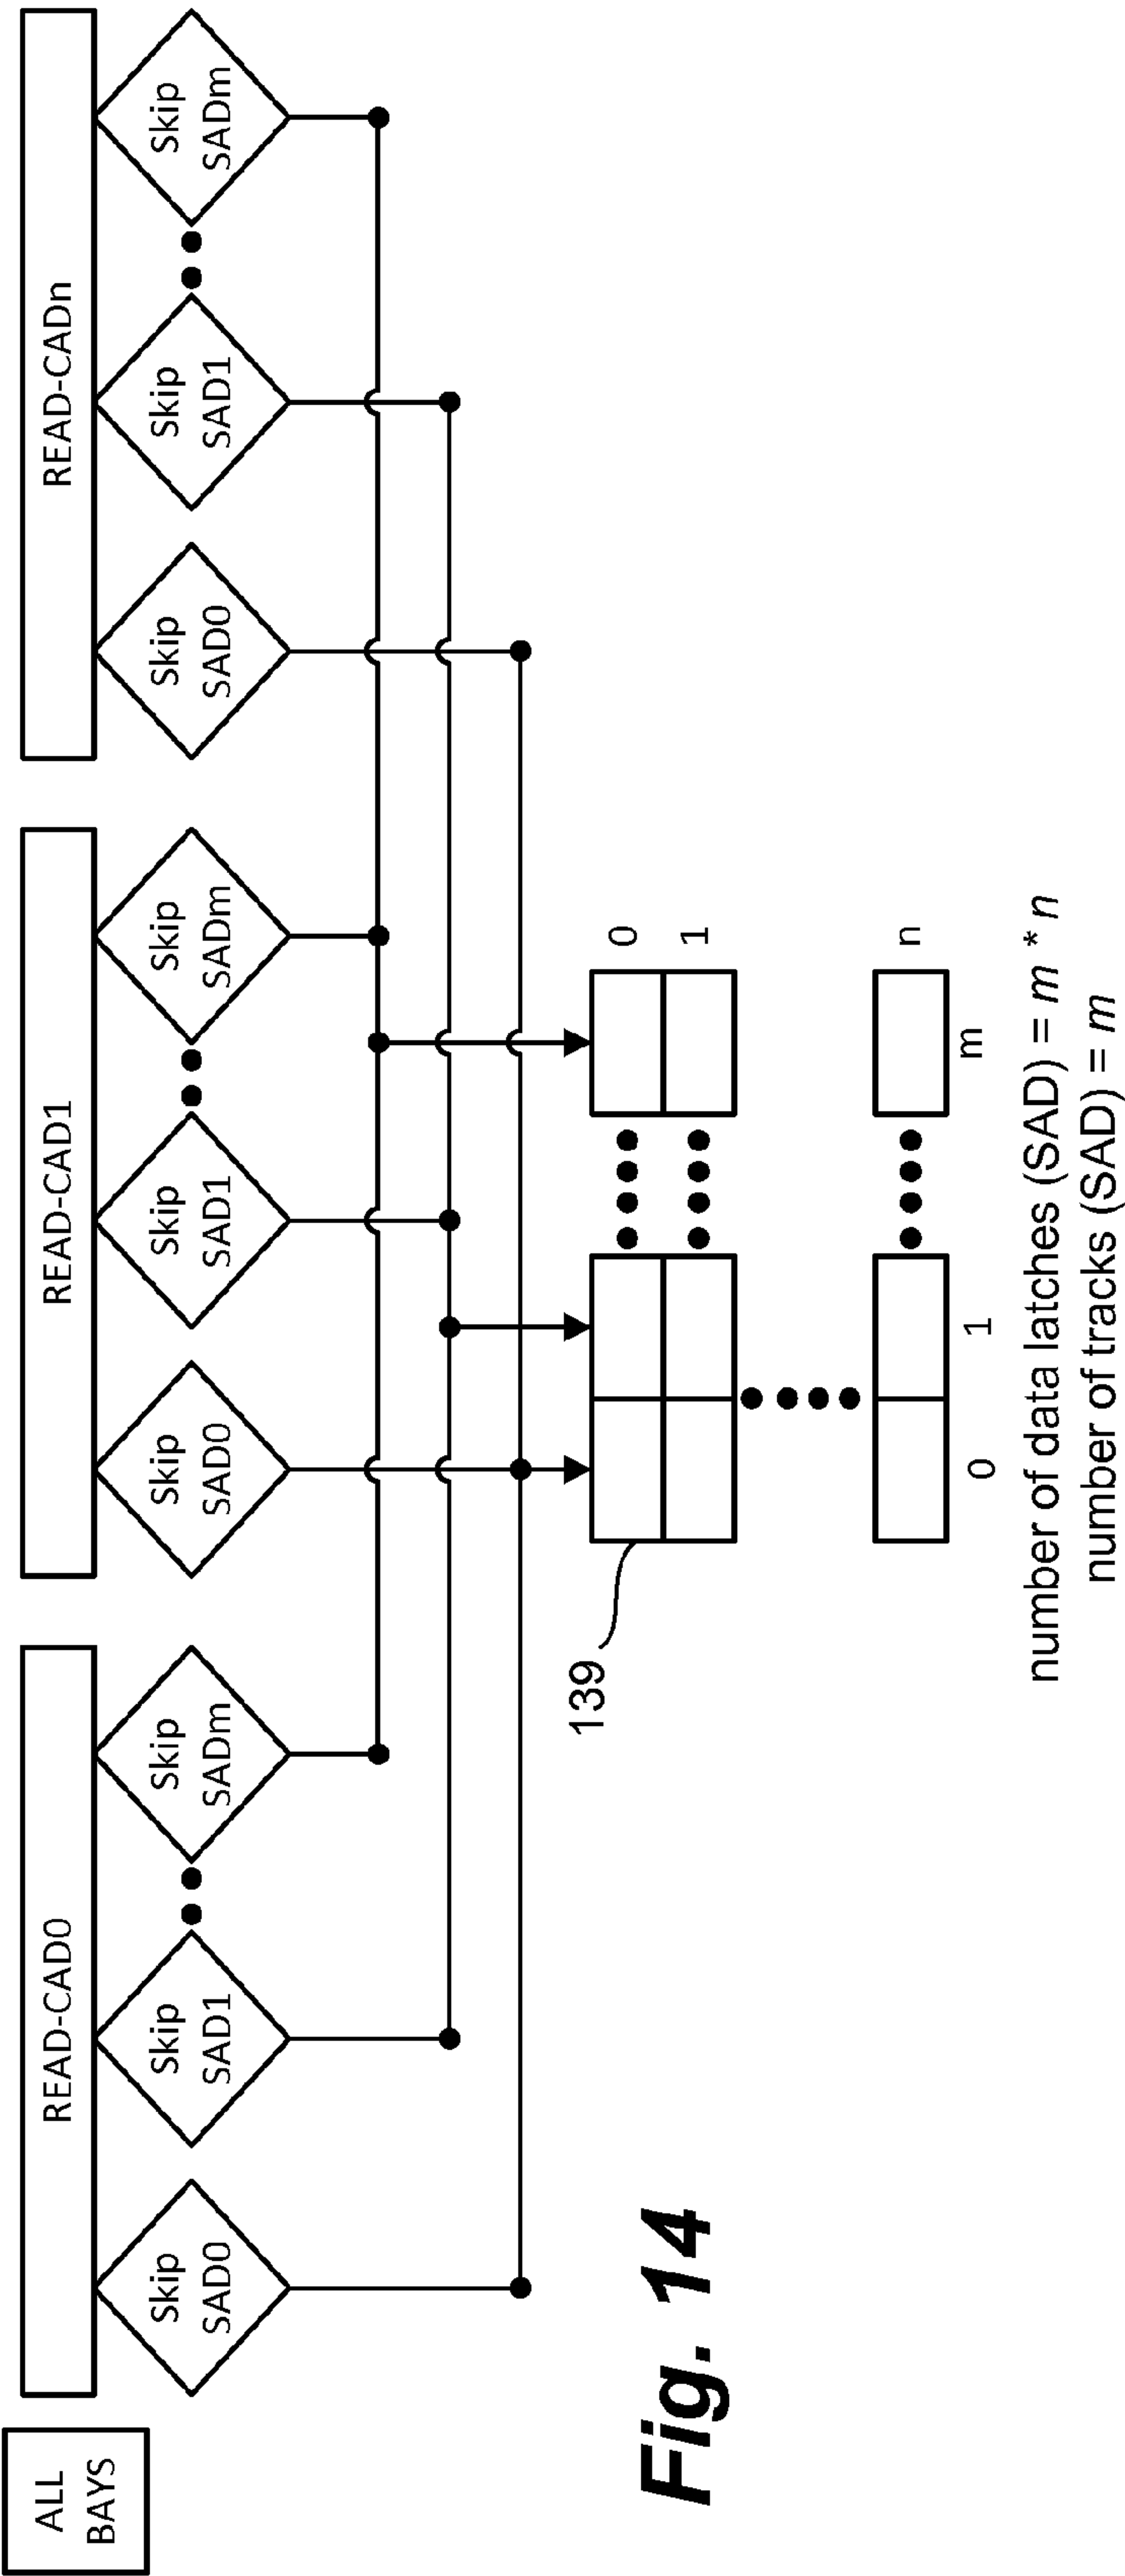 ALL
BAYS
READ-CAD0
Skip
SAD0
Skip
SAD1
Skip
SADm
READ-CAD1
Skip
SAD0
Skip
SAD1
Skip
SADm
READ-CADn
Skip
SAD0
Skip
SAD1
Skip
SADm
139
0
1
n
0
1
m
number of data latches (SAD) = m * n
number of tracks (SAD) = m
Fig. 14